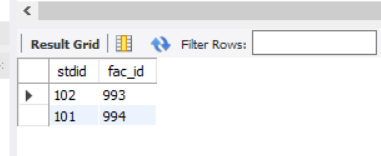 Result Grid Filter Rows:
stdid fac_id
102 993
101 994